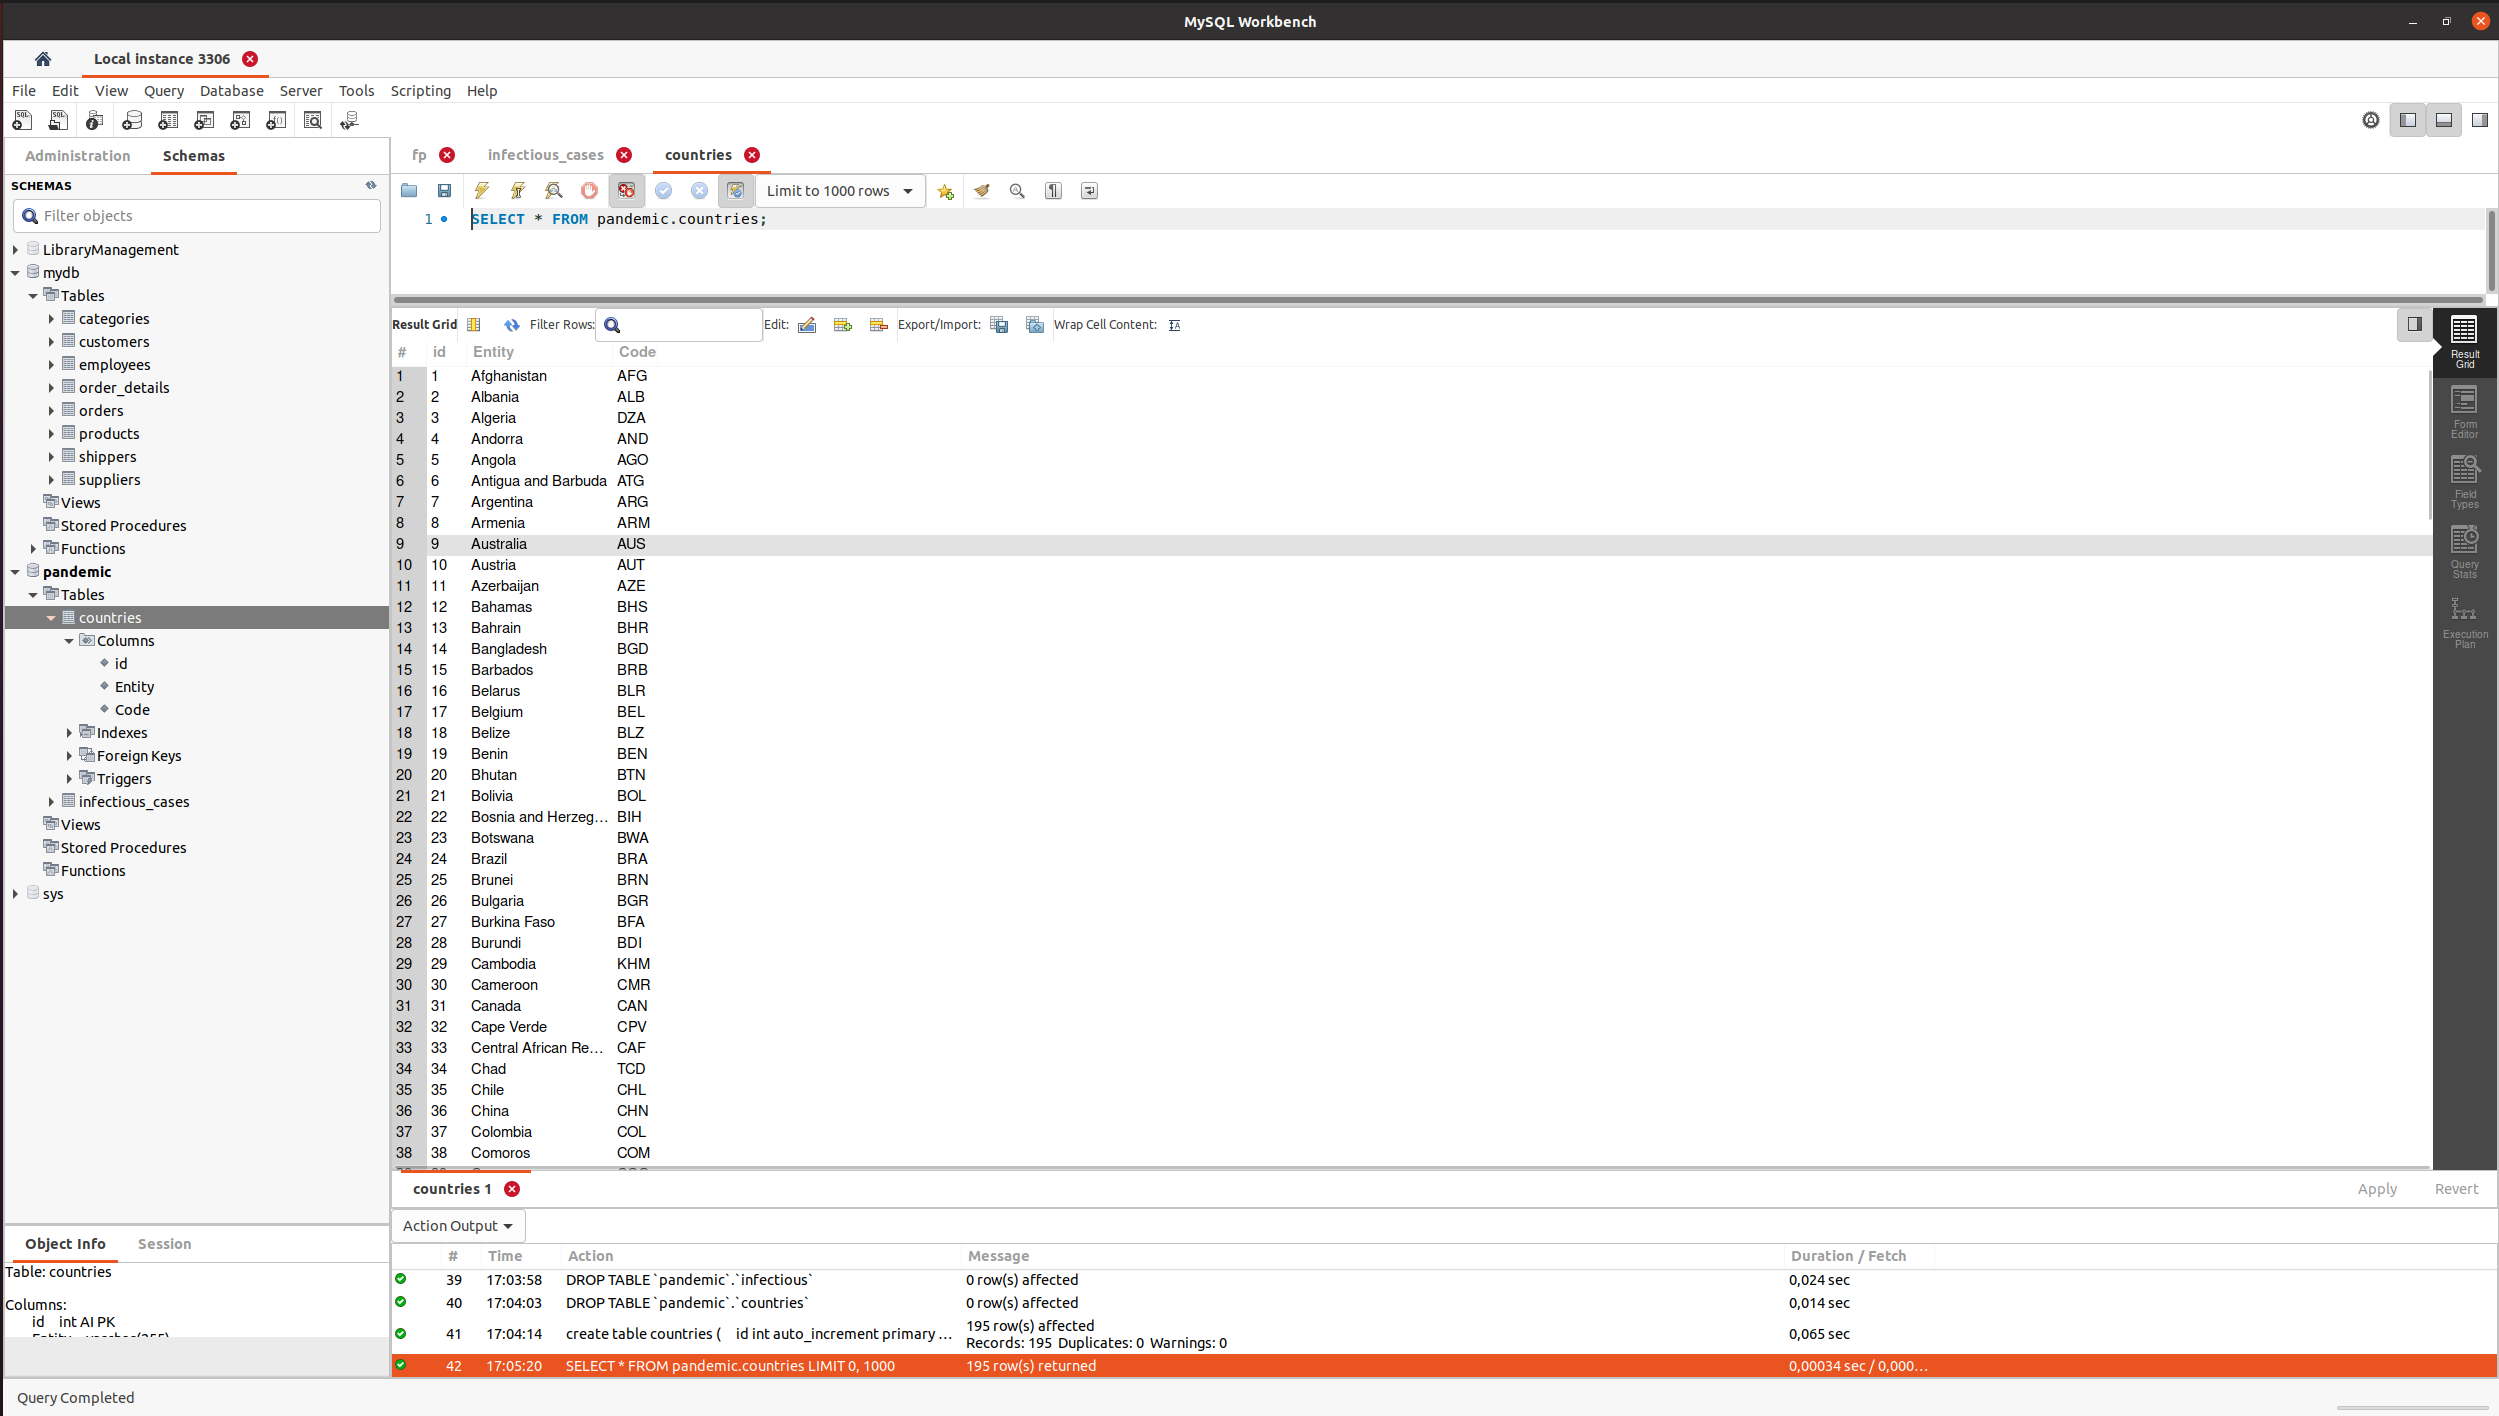 MySQL Workbench
Local instance 3306
File Edit View Query Database Server Tools Scripting Help
Administration Schemas
SCHEMAS
Filter objects
LibraryManagement
mydb
Tables
categories
customers
employees
order_details
orders
products
shippers
suppliers
Views
Stored Procedures
Functions
pandemic
Tables
countries
Columns
id
Entity
Code
Indexes
Foreign Keys
Triggers
infectious_cases
Views
Stored Procedures
Functions
sys
Object Info Session
Table: countries
Columns:
id int AI PK
fp infectious_cases countries
Limit to 1000 rows
1 SELECT * FROM pandemic.countries;
Result Grid Filter Rows: Edit: Export/Import: Wrap Cell Content:
# id Entity Code
1 1 Afghanistan AFG
2 2 Albania ALB
3 3 Algeria DZA
4 4 Andorra AND
5 5 Angola AGO
6 6 Antigua and Barbuda ATG
7 7 Argentina ARG
8 8 Armenia ARM
9 9 Australia AUS
10 10 Austria AUT
11 11 Azerbaijan AZE
12 12 Bahamas BHS
13 13 Bahrain BHR
14 14 Bangladesh BGD
15 15 Barbados BRB
16 16 Belarus BLR
17 17 Belgium BEL
18 18 Belize BLZ
19 19 Benin BEN
20 20 Bhutan BTN
21 21 Bolivia BOL
22 22 Bosnia and Herzeg... BIH
23 23 Botswana BWA
24 24 Brazil BRA
25 25 Brunei BRN
26 26 Bulgaria BGR
27 27 Burkina Faso BFA
28 28 Burundi BDI
29 29 Cambodia KHM
30 30 Cameroon CMR
31 31 Canada CAN
32 32 Cape Verde CPV
33 33 Central African Re... CAF
34 34 Chad TCD
35 35 Chile CHL
36 36 China CHN
37 37 Colombia COL
38 38 Comoros COM
Result
Grid
Form
Editor
Field
Types
Query
Stats
Execution
Plan
countries 1 Apply Revert
Action Output
# Time Action Message Duration / Fetch
39 17:03:58 DROP TABLE `pandemic`.`infectious` 0 row(s) affected 0,024 sec
40 17:04:03 DROP TABLE `pandemic`.`countries` 0 row(s) affected 0,014 sec
41 17:04:14 create table countries ( id int auto_increment primary ... 195 row(s) affected
Records: 195 Duplicates: 0 Warnings: 0 0,065 sec
42 17:05:20 SELECT * FROM pandemic.countries LIMIT 0, 1000 195 row(s) returned 0,00034 sec / 0,000...
Query Completed